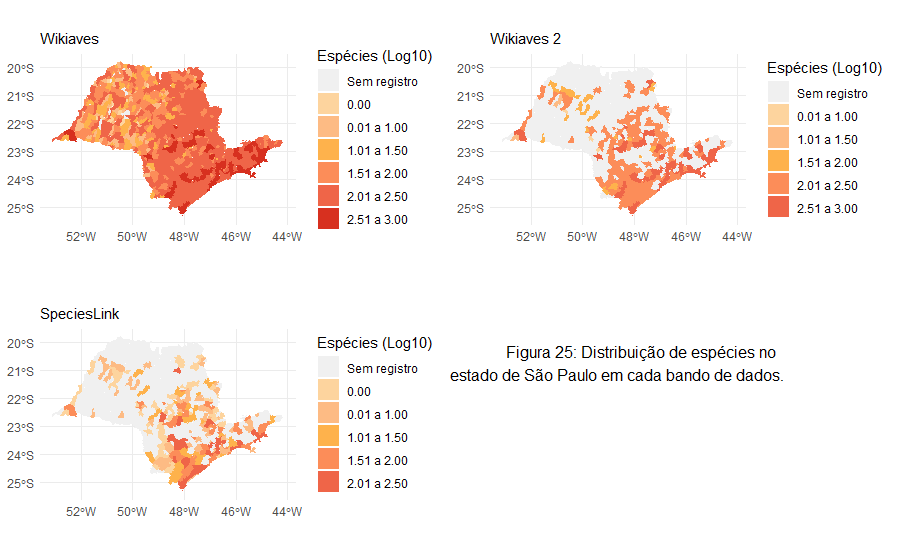 Wikiaves
Espécies (Log10)
20°S
21°S
22°S
23°S
24°S
25°S
52°W
50°W
48°W
46°W
44°W
Sem registro
0.00
0.01 a 1.00
1.01 a 1.50
1.51 a 2.00
2.01 a 2.50
2.51 a 3.00
Wikiaves 2
Espécies (Log10)
20°S
21°S
22°S
23°S
24°S
25°S
52°W
50°W
48°W
46°W
44°W
Sem registro
0.01 a 1.00
1.01 a 1.50
1.51 a 2.00
2.01 a 2.50
2.51 a 3.00
SpeciesLink
Espécies (Log10)
20°S
21°S
22°S
23°S
24°S
25°S
52°W
50°W
48°W
46°W
44°W
Sem registro
0.00
0.01 a 1.00
1.01 a 1.50
1.51 a 2.00
2.01 a 2.50
Figura 25: Distribuição de espécies no
estado de São Paulo em cada bando de dados.